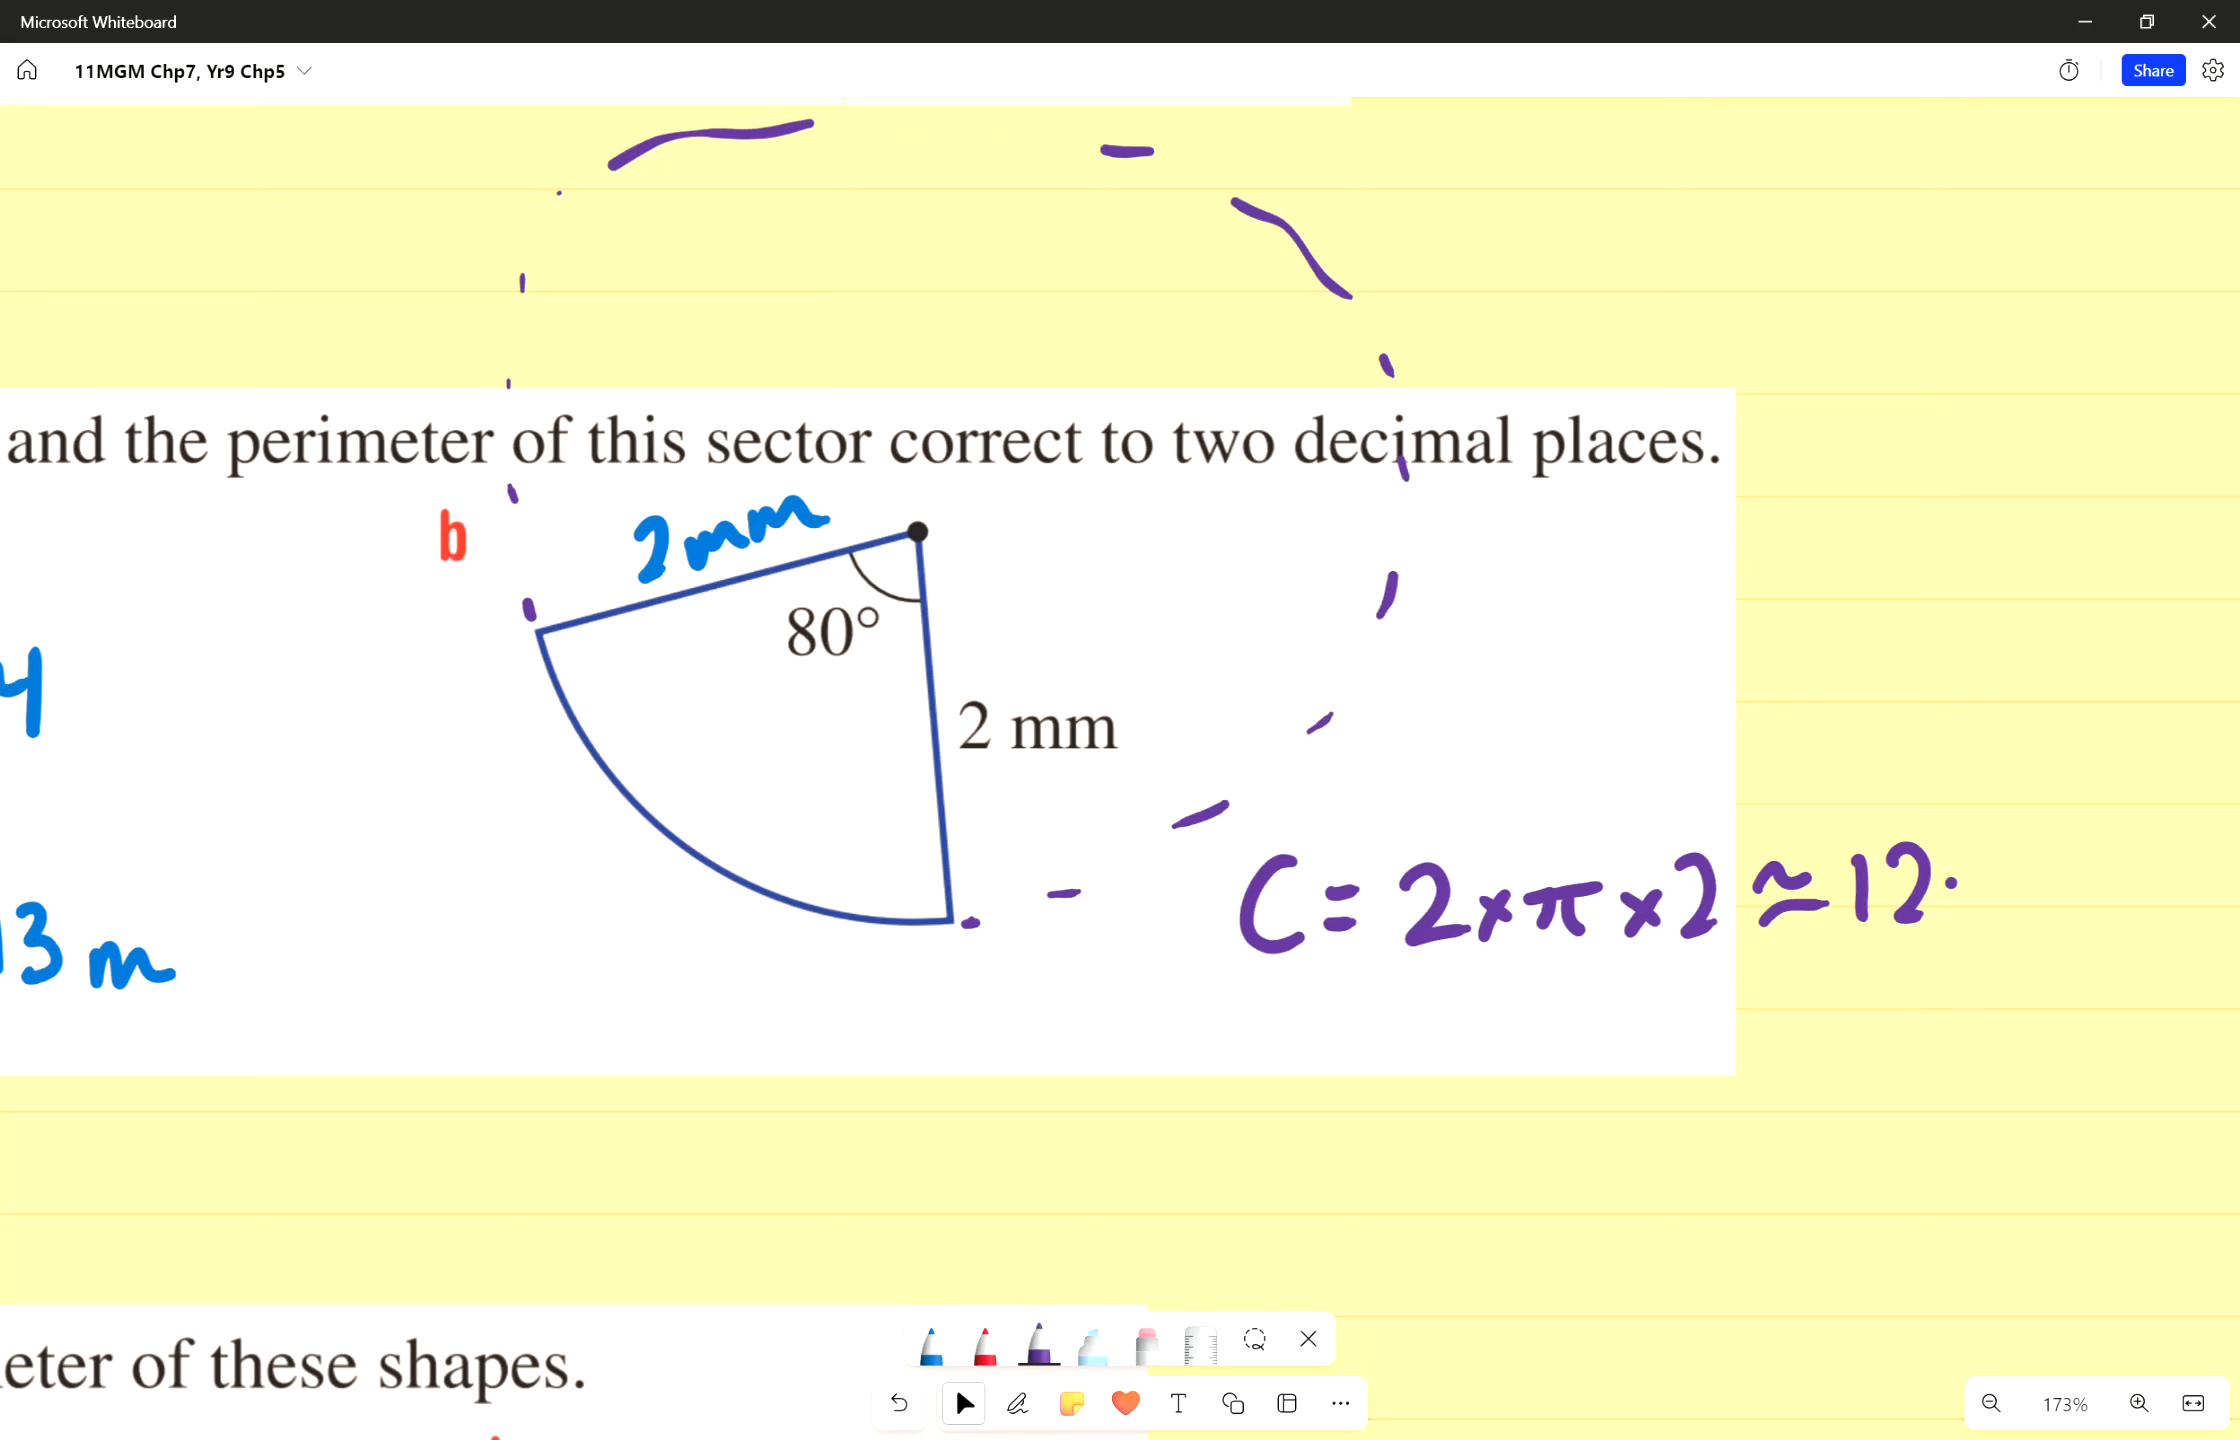 Microsoft Whiteboard
11MGM Chp7, Yr9 Chp5
Share
and the perimeter of this sector correct to two decimal places.
b
2mm
80°
2 mm
4
C = 2 × π × 2 ≃ 12.
3 m
eter of these shapes.
T
173%